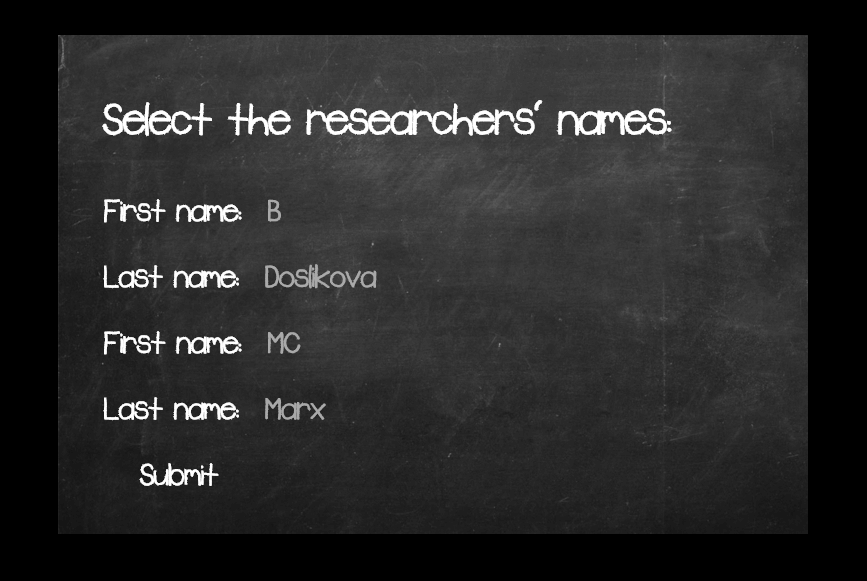 Select the researchers' names:
First name: B
Last name: Doslikova
First name: MC
Last name: Marx
Submit